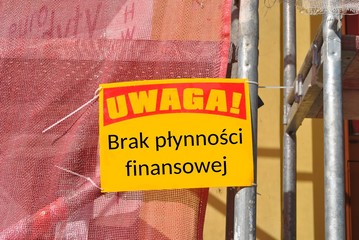 UWAGA!
Brak płynności
finansowej